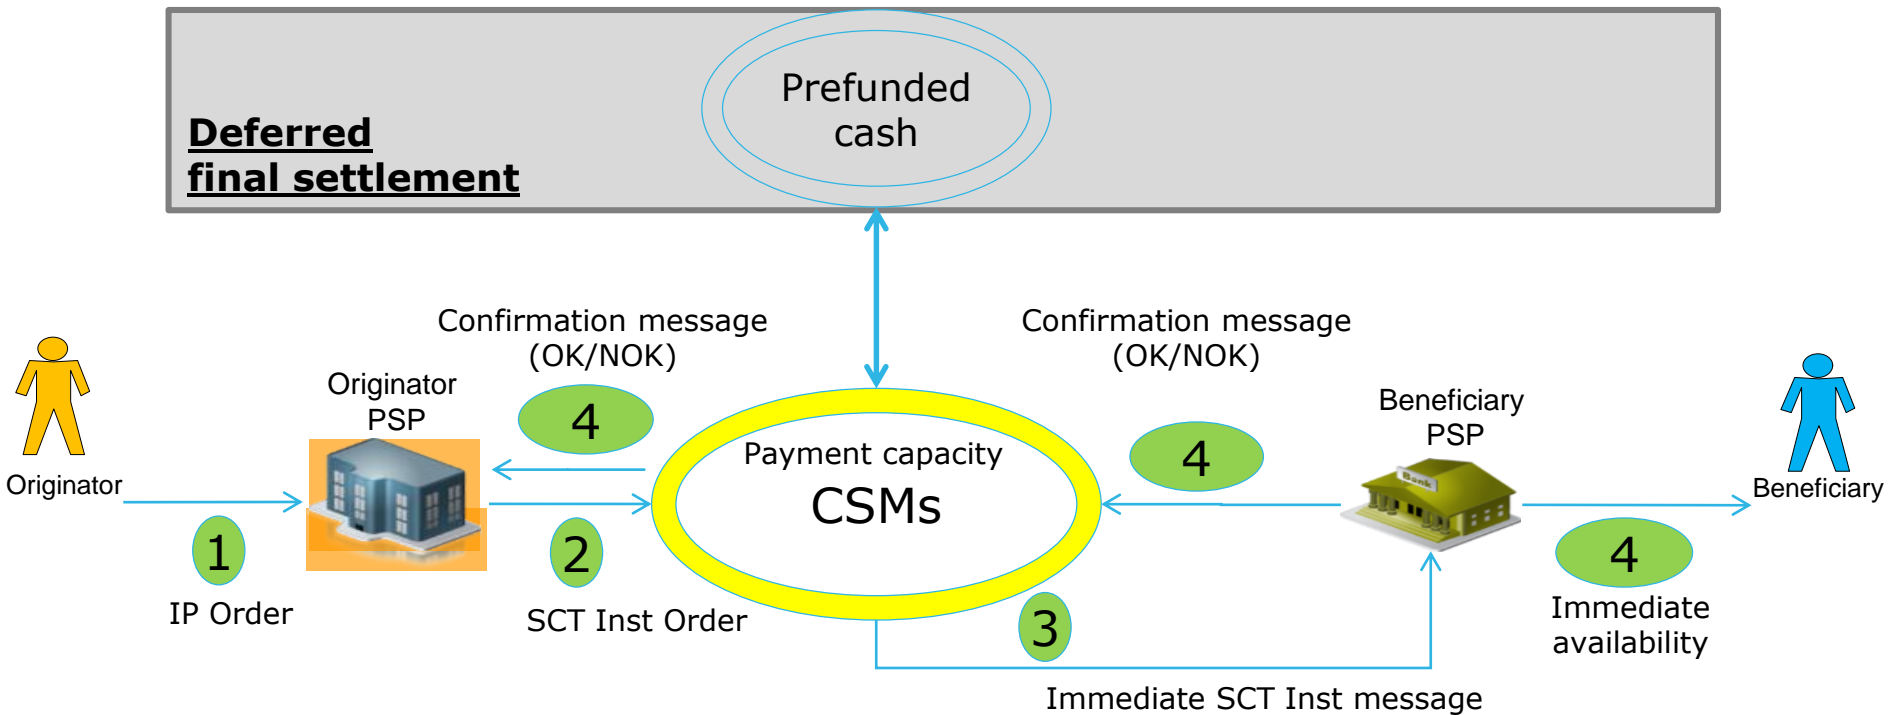 Prefunded
cash
Deferred
final settlement
Confirmation message
(OK/NOK)
Confirmation message
(OK/NOK)
Originator
PSP
4
Beneficiary
PSP
4
Payment capacity
CSMs
Bank
Originator
Beneficiary
1
2
4
IP Order
SCT Inst Order
3
Immediate
availability
Immediate SCT Inst message